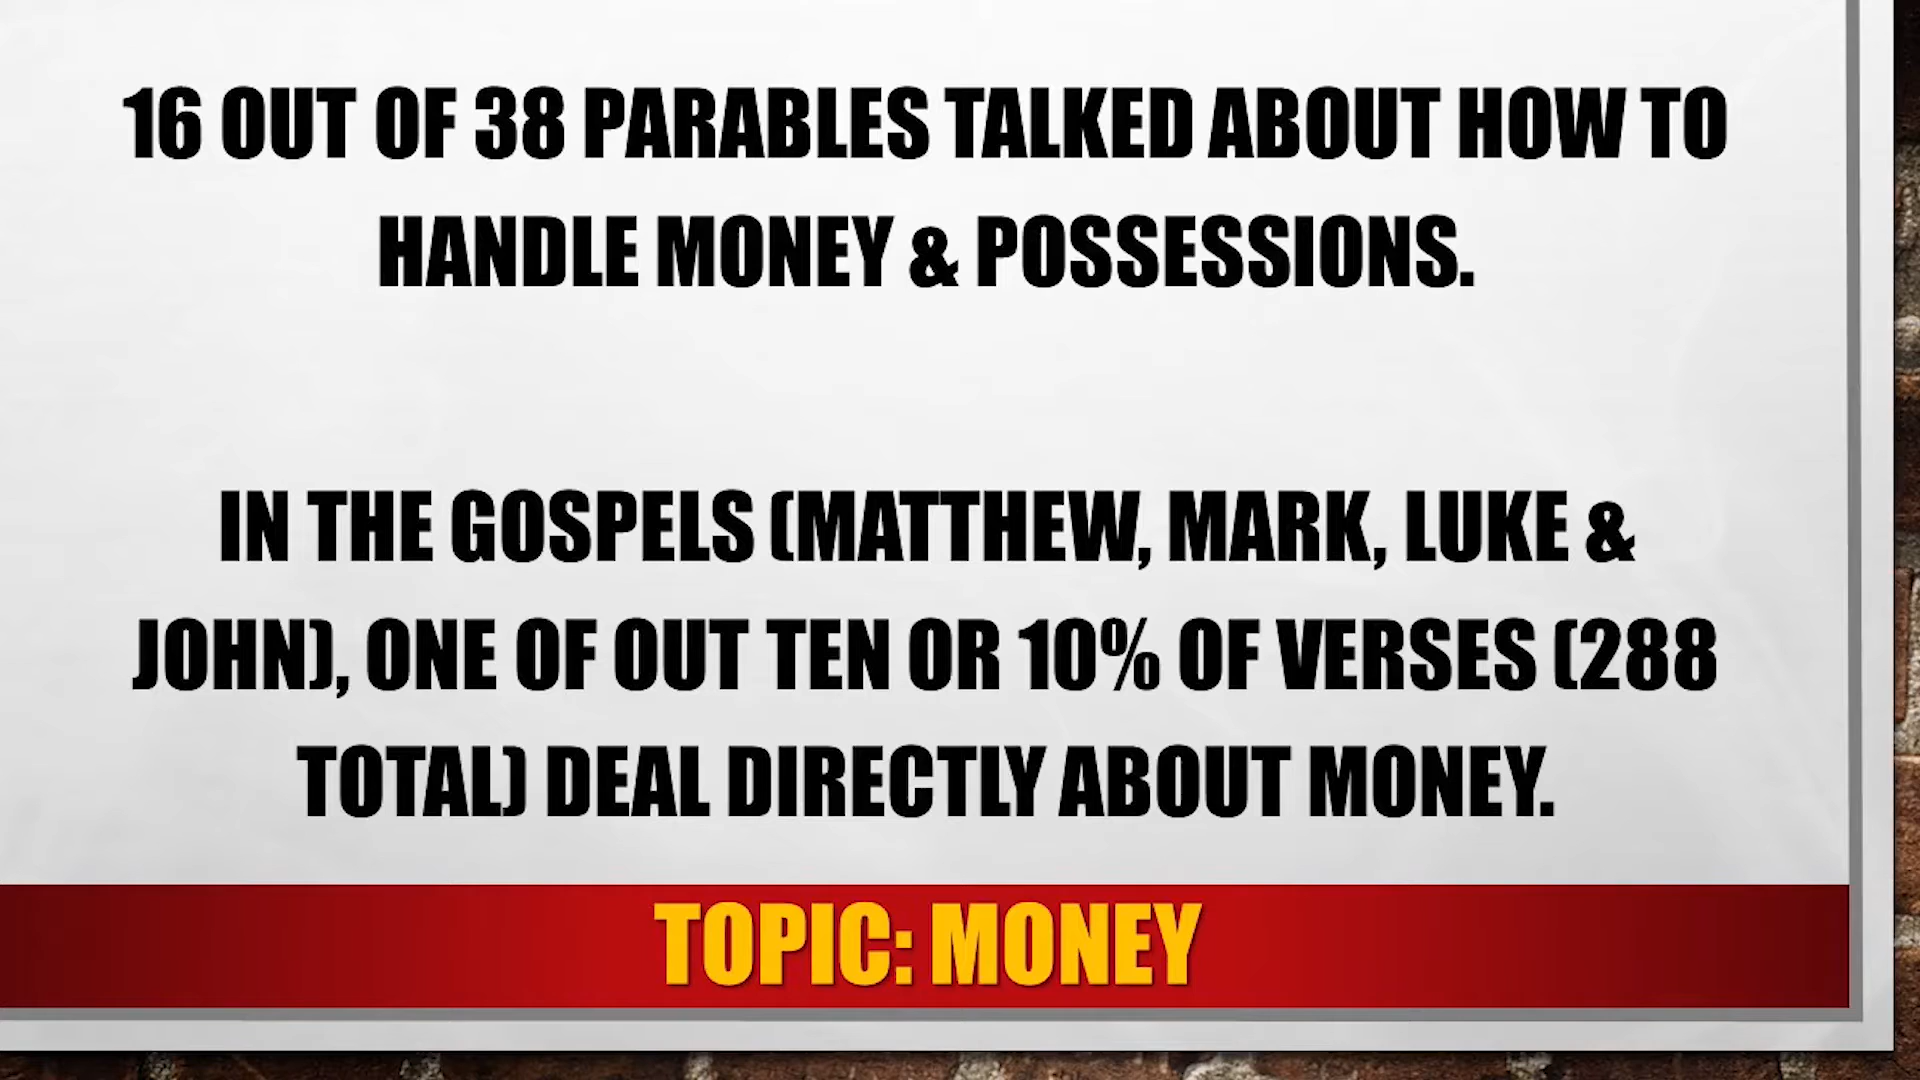 16 OUT OF 38 PARABLES TALKED ABOUT HOW TO
HANDLE MONEY & POSSESSIONS.
IN THE GOSPELS (MATTHEW, MARK, LUKE &
JOHN), ONE OF OUT TEN OR 10% OF VERSES (288
TOTAL) DEAL DIRECTLY ABOUT MONEY.
TOPIC: MONEY